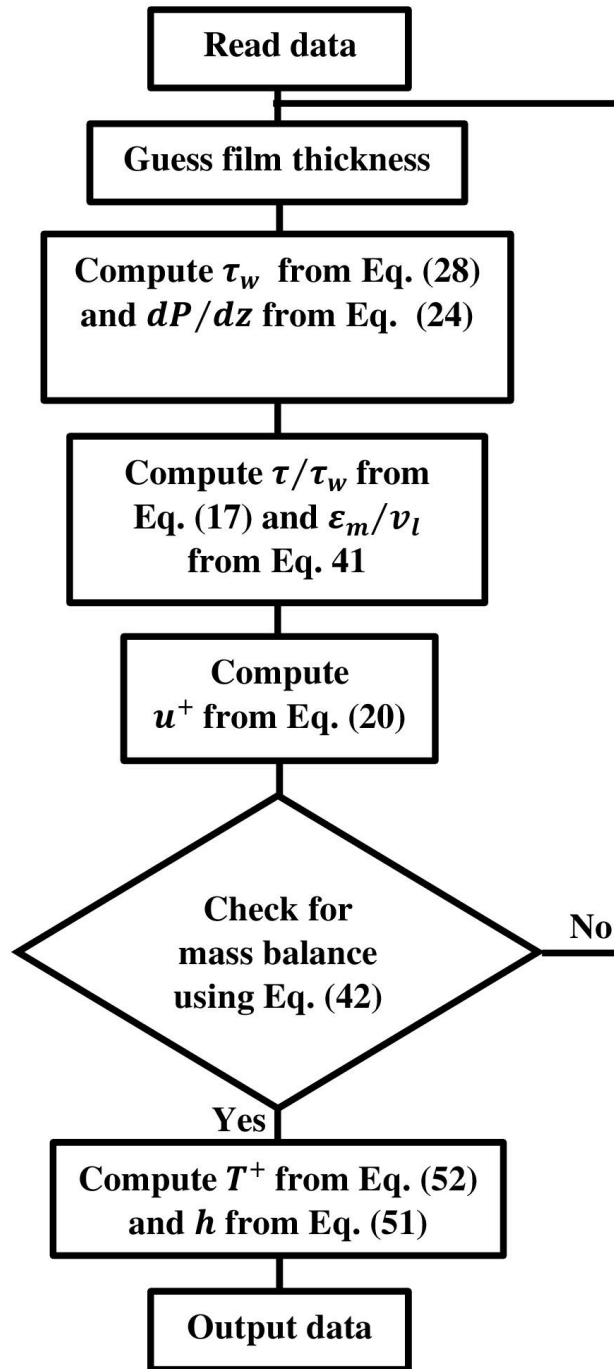 Read data
Guess film thickness
Compute τ_w from Eq. (28)
and dP/dz from Eq. (24)
Compute τ/τ_w from
Eq. (17) and ε_m/v_l
from Eq. 41
Compute
u⁺ from Eq. (20)
Check for
mass balance
using Eq. (42)
No
Yes
Compute T⁺ from Eq. (52)
and h from Eq. (51)
Output data